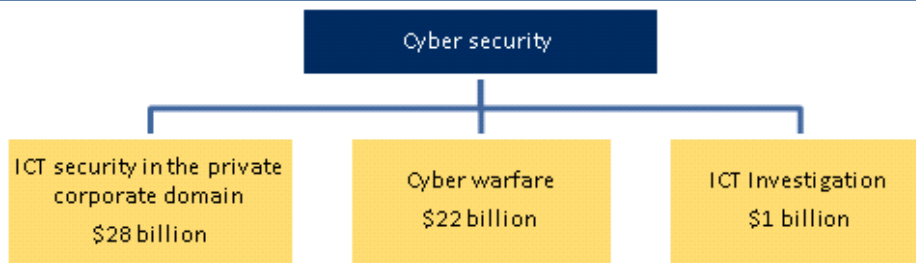 Cyber security
ICT security in the private
corporate domain
$28 billion
Cyber warfare
$22 billion
ICT Investigation
$1 billion